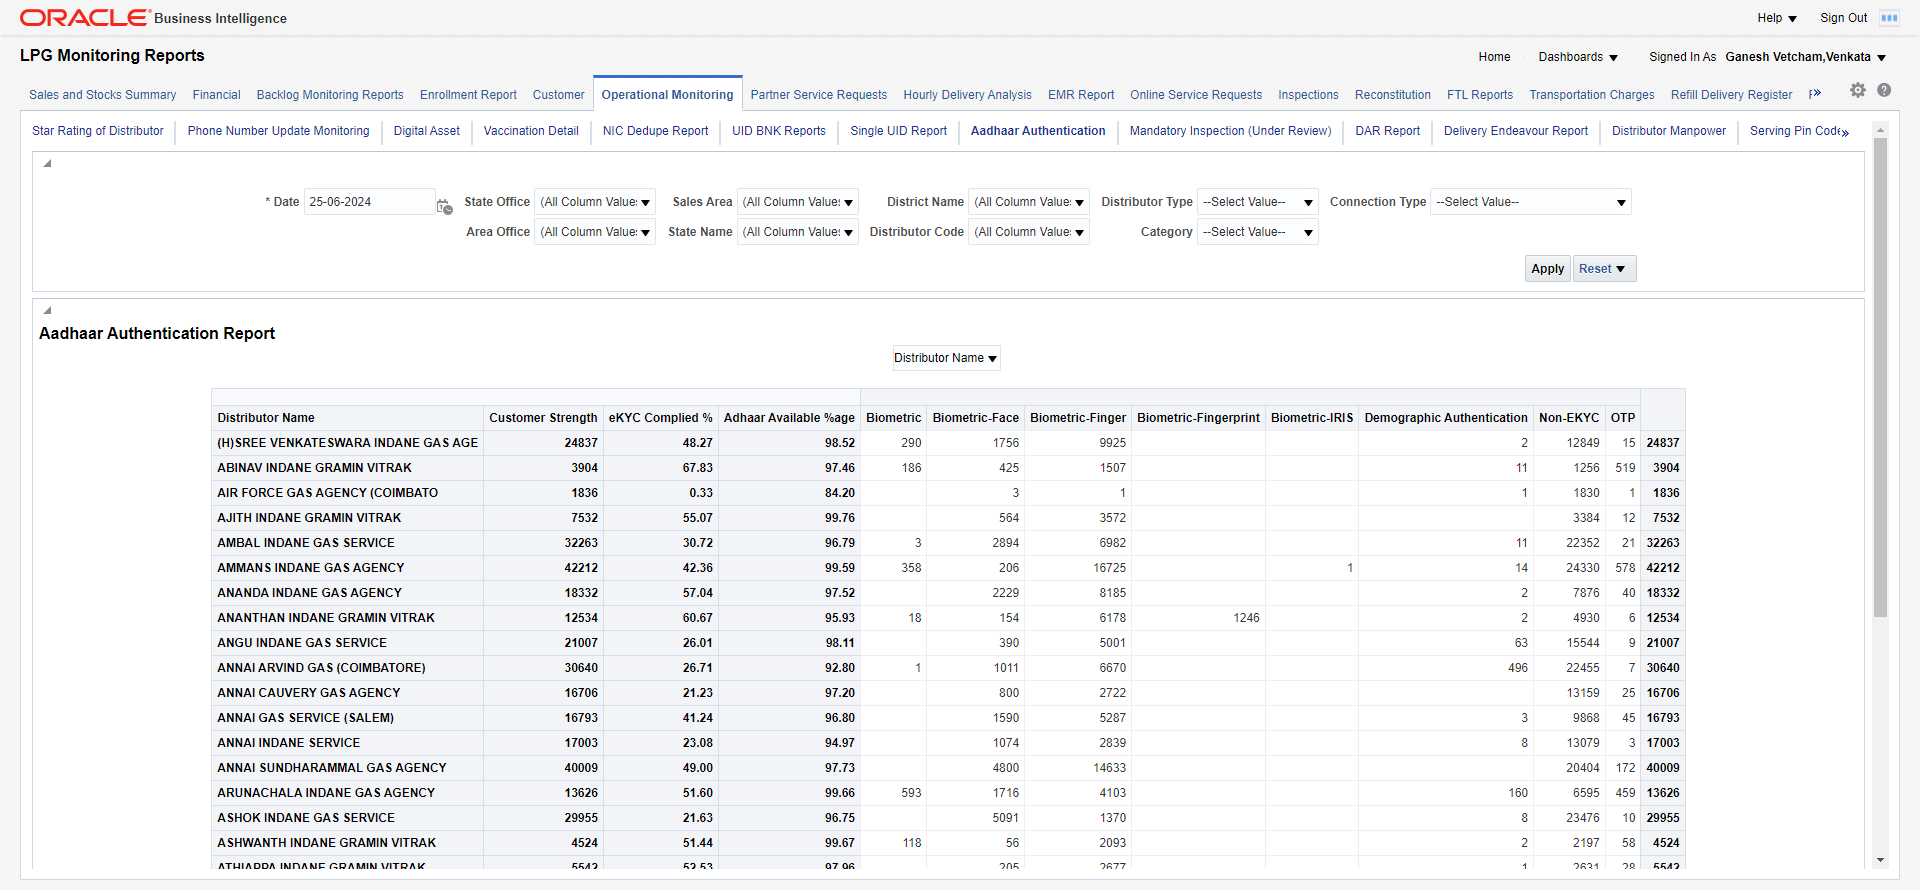 ORACLE Business Intelligence Help Sign Out
LPG Monitoring Reports Home Dashboards Signed In As Ganesh Vetcham,Venkata
Sales and Stocks Summary Financial Backlog Monitoring Reports Enrollment Report Customer Operational Monitoring Partner Service Requests Hourly Delivery Analysis EMR Report Online Service Requests Inspections Reconstitution FTL Reports Transportation Charges Refill Delivery Register
Star Rating of Distributor Phone Number Update Monitoring Digital Asset Vaccination Detail NIC Dedupe Report UID BNK Reports Single UID Report Aadhaar Authentication Mandatory Inspection (Under Review) DAR Report Delivery Endeavour Report Distributor Manpower Serving Pin Code
* Date 25-06-2024 State Office (All Column Value: Sales Area (All Column Value: District Name (All Column Value: Distributor Type --Select Value-- Connection Type --Select Value--
Area Office (All Column Value: State Name (All Column Value: Distributor Code (All Column Value: Category --Select Value--
Apply Reset
Aadhaar Authentication Report
Distributor Name
Distributor Name Customer Strength eKYC Complied % Adhaar Available %age Biometric Biometric-Face Biometric-Finger Biometric-Fingerprint Biometric-IRIS Demographic Authentication Non-EKYC OTP
(H)SREE VENKATESWARA INDANE GAS AGE 24837 48.27 98.52 290 1756 9925 2 12849 15 24837
ABINAV INDANE GRAMIN VITRAK 3904 67.83 97.46 186 425 1507 11 1256 519 3904
AIR FORCE GAS AGENCY (COIMBATO 1836 0.33 84.20 3 1 1 1830 1 1836
AJITH INDANE GRAMIN VITRAK 7532 55.07 99.76 564 3572 3384 12 7532
AMBAL INDANE GAS SERVICE 32263 30.72 96.79 3 2894 6982 11 22352 21 32263
AMMANS INDANE GAS AGENCY 42212 42.36 99.59 358 206 16725 1 14 24330 578 42212
ANANDA INDANE GAS AGENCY 18332 57.04 97.52 2229 8185 2 7876 40 18332
ANANTHAN INDANE GRAMIN VITRAK 12534 60.67 95.93 18 154 6178 1246 2 4930 6 12534
ANGU INDANE GAS SERVICE 21007 26.01 98.11 390 5001 63 15544 9 21007
ANNAI ARVIND GAS (COIMBATORE) 30640 26.71 92.80 1 1011 6670 496 22455 7 30640
ANNAI CAUVERY GAS AGENCY 16706 21.23 97.20 800 2722 13159 25 16706
ANNAI GAS SERVICE (SALEM) 16793 41.24 96.80 1590 5287 3 9868 45 16793
ANNAI INDANE SERVICE 17003 23.08 94.97 1074 2839 8 13079 3 17003
ANNAI SUNDHARAMMAL GAS AGENCY 40009 49.00 97.73 4800 14633 20404 172 40009
ARUNACHALA INDANE GAS AGENCY 13626 51.60 99.66 593 1716 4103 160 6595 459 13626
ASHOK INDANE GAS SERVICE 29955 21.63 96.75 5091 1370 8 23476 10 29955
ASHWANTH INDANE GRAMIN VITRAK 4524 51.44 99.67 118 56 2093 2 2197 58 4524
ATHIAPPA INDANE GRAMIN VITRAK 5542 52.53 97.96 205 2677 1 2631 28 5542